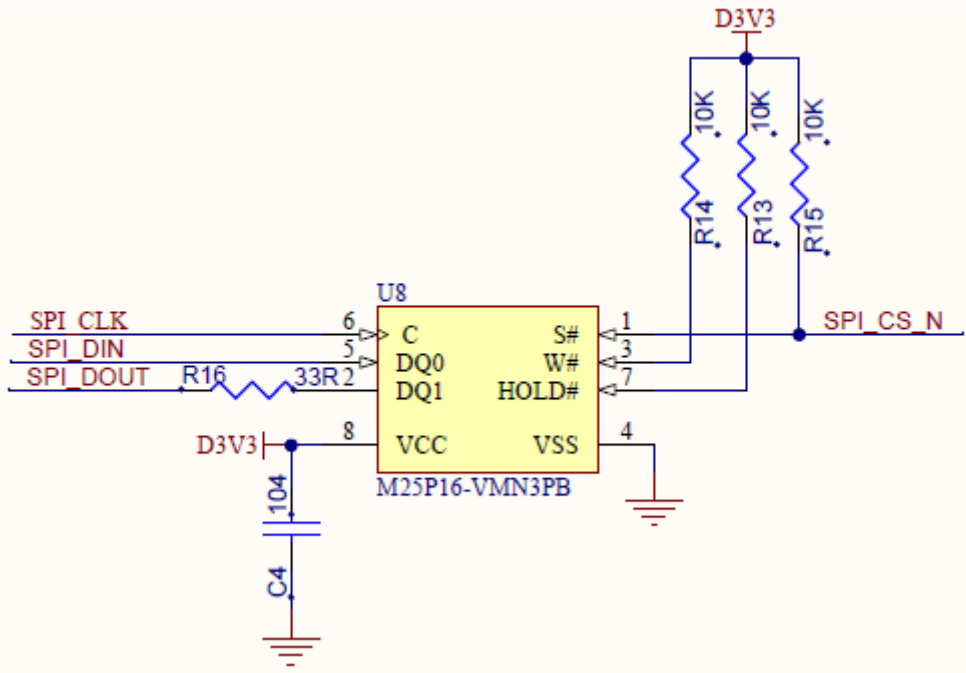 D3V3
10K
10K
10K
R14
R13
R15
U8
SPI_CLK
6
C
S#
1
SPI_CS_N
SPI_DIN
5
DQ0
W#
3
SPI_DOUT
R16
33R
2
DQ1
HOLD#
7
D3V3
8
VCC
VSS
4
M25P16-VMN3PB
104
C4